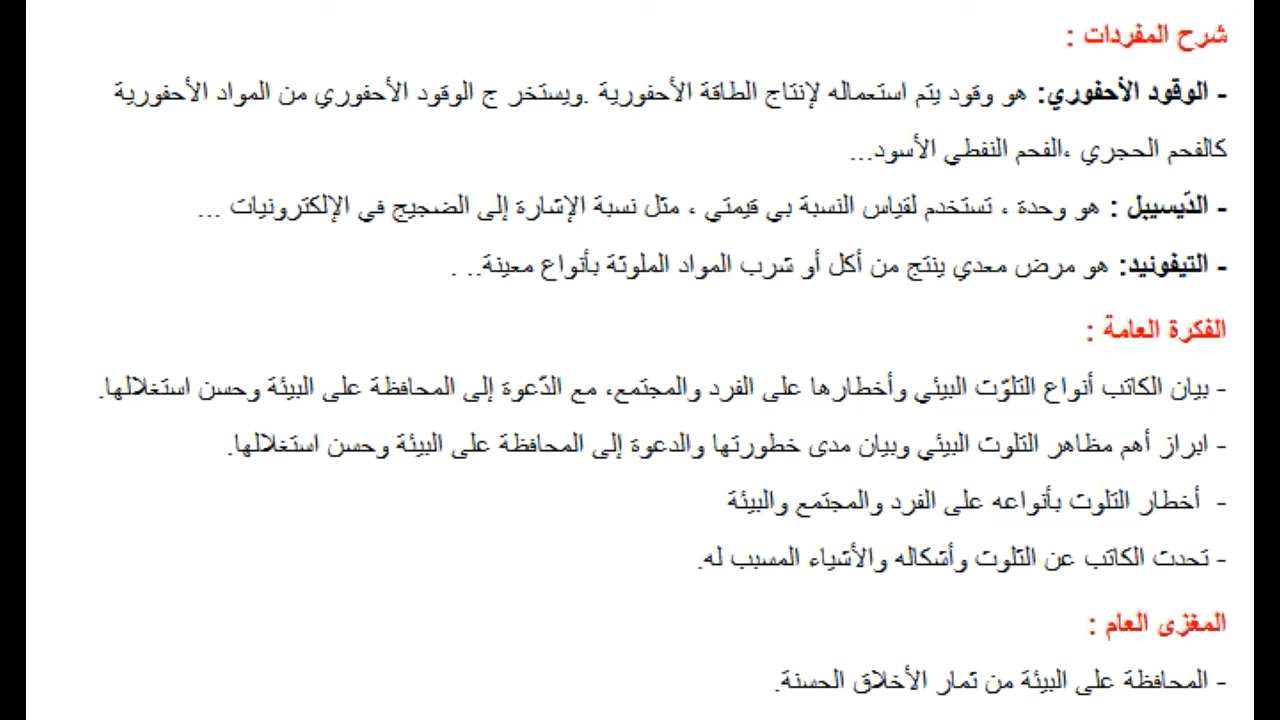 شرح المفردات :
- الوقود الأحفوري: هو وقود يتم استعماله لإنتاج الطاقة الأحفورية .ويستخر ج الوقود الأحفوري من المواد الأحفورية
كالفحم الحجري ،الفحم النفطي الأسود...
- الدّيسيبل : هو وحدة ، تستخدم لقياس النسبة بي قيمتي ، مثل نسبة الإشارة إلى الضجيج في الإلكترونيات ...
- التيفونيد: هو مرض معدي ينتج من أكل أو شرب المواد الملوثة بأنواع معينة.. .
الفكرة العامة :
- بيان الكاتب أنواع التلوّث البيئي وأخطارها على الفرد والمجتمع، مع الدّعوة إلى المحافظة على البيئة وحسن استغلالها.
- ابراز أهم مظاهر التلوث البيئي وبيان مدى خطورتها والدعوة إلى المحافظة على البيئة وحسن استغلالها.
- أخطار التلوث بأنواعه على الفرد والمجتمع والبيئة
- تحدث الكاتب عن التلوث وأشكاله والأشياء المسبب له.
المغزى العام :
- المحافظة على البيئة من ثمار الأخلاق الحسنة.